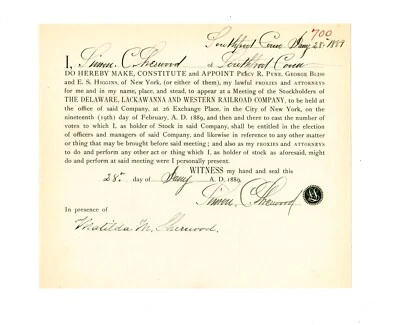 700
Southport Conn Jany 28th 1889
I, Simon C. Sherwood of Southport Conn
DO HEREBY MAKE, CONSTITUTE and APPOINT Percy R. Pyne, George Bliss
and E. S. Higgins, of New York, (or either of them), my lawful PROXIES and ATTORNEYS
for me and in my name, place, and stead, to appear at a Meeting of the Stockholders of
THE DELAWARE, LACKAWANNA AND WESTERN RAILROAD COMPANY, to be held at
the office of said Company, at 26 Exchange Place, in the City of New York, on the
nineteenth (19th) day of February, A. D. 1889, and then and there to cast the number of
votes to which I, as holder of Stock in said Company, shall be entitled in the election
of officers and managers of said Company, and likewise in reference to any other matter
or thing that may be brought before said meeting; and also as my PROXIES and ATTORNEYS
to do and perform any other act or thing which I, as holder of stock as aforesaid, might
do and perform at said meeting were I personally present.
WITNESS my hand and seal this
28th day of Jany A. D. 1889.
Simon C. Sherwood
In presence of
Matilda M. Sherwood.